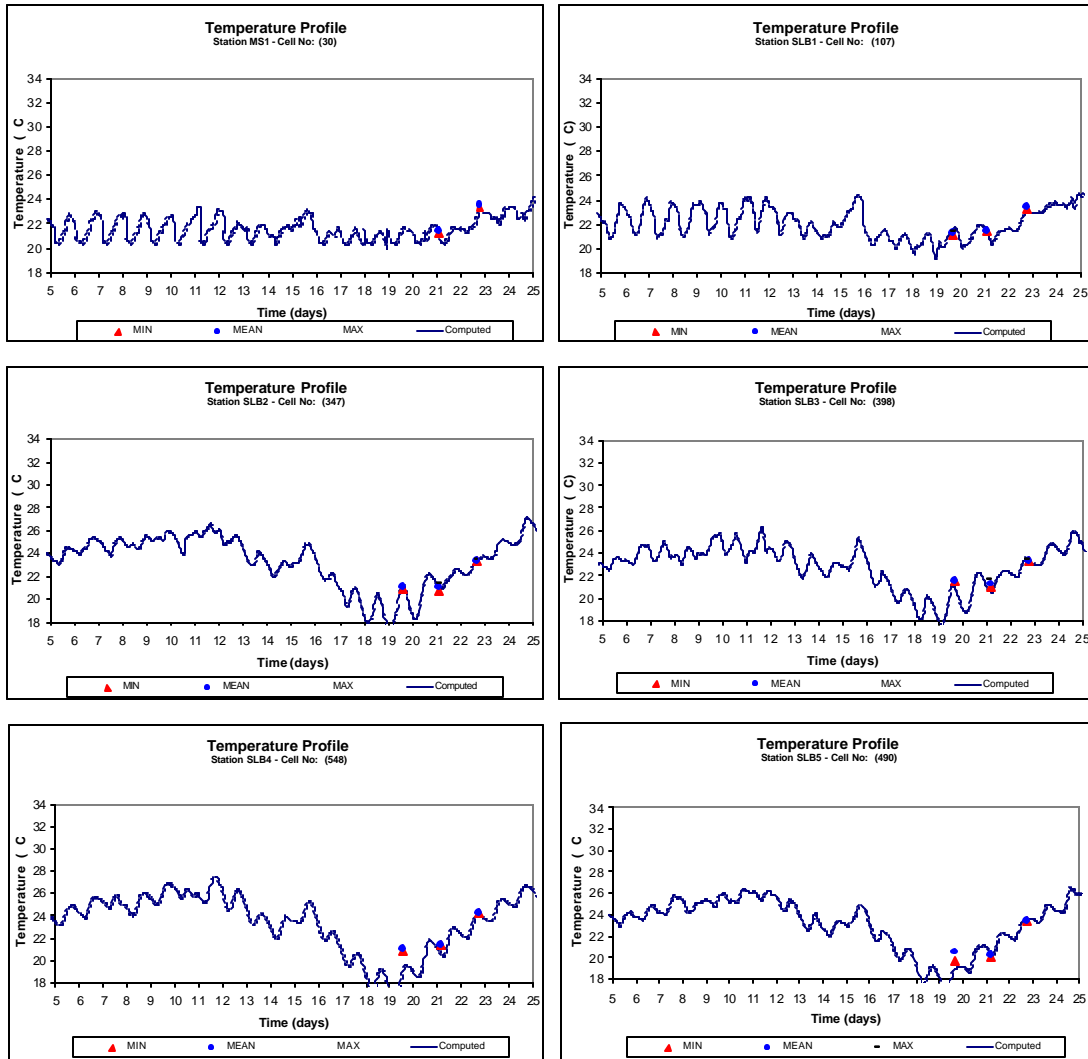 Temperature Profile
Station MS1 - Cell No: (30)
Temperature ( C
34
32
30
28
26
24
22
20
18
5 6 7 8 9 10 11 12 13 14 15 16 17 18 19 20 21 22 23 24 25
Time (days)
MIN MEAN MAX Computed
Temperature Profile
Station SLB1 - Cell No: (107)
Temperature ( C)
34
32
30
28
26
24
22
20
18
5 6 7 8 9 10 11 12 13 14 15 16 17 18 19 20 21 22 23 24 25
Time (days)
MIN MEAN MAX Computed
Temperature Profile
Station SLB2 - Cell No: (347)
Temperature ( C
34
32
30
28
26
24
22
20
18
5 6 7 8 9 10 11 12 13 14 15 16 17 18 19 20 21 22 23 24 25
Time (days)
MIN MEAN MAX Computed
Temperature Profile
Station SLB3 - Cell No: (398)
Temperature ( C)
34
32
30
28
26
24
22
20
18
5 6 7 8 9 10 11 12 13 14 15 16 17 18 19 20 21 22 23 24 25
Time (days)
MIN MEAN MAX Computed
Temperature Profile
Station SLB4 - Cell No: (548)
Temperature ( C
34
32
30
28
26
24
22
20
18
5 6 7 8 9 10 11 12 13 14 15 16 17 18 19 20 21 22 23 24 25
Time (days)
MIN MEAN MAX Computed
Temperature Profile
Station SLB5 - Cell No: (490)
Temperature ( C
34
32
30
28
26
24
22
20
18
5 6 7 8 9 10 11 12 13 14 15 16 17 18 19 20 21 22 23 24 25
Time (days)
MIN MEAN MAX Computed